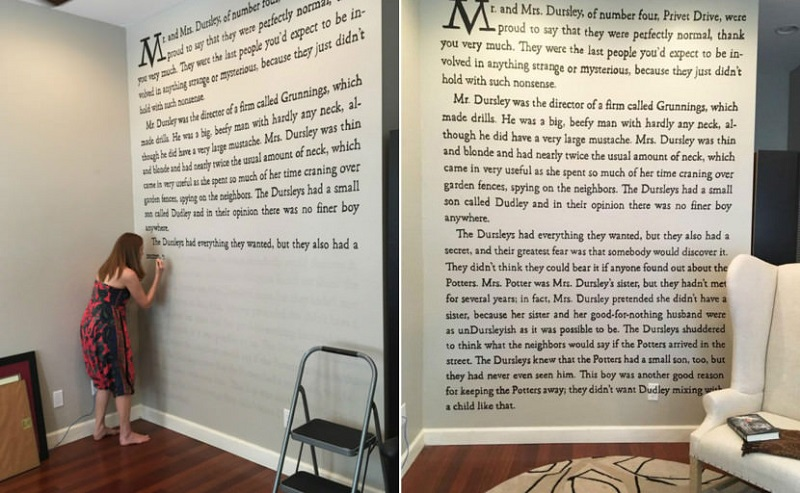 Mr. and Mrs. Dursley, of number four,
proud to say that they were perfectly normal,
you very much. They were the last people you'd expect to be in-
volved in anything strange or mysterious, because they just didn't
hold with such nonsense.
Mr. Dursley was the director of a firm called Grunnings, which
made drills. He was a big, beefy man with hardly any neck, al-
though he did have a very large mustache. Mrs. Dursley was thin
and blonde and had nearly twice the usual amount of neck, which
came in very useful as she spent so much of her time craning over
garden fences, spying on the neighbors. The Dursleys had a small
son called Dudley and in their opinion there was no finer boy
anywhere.
The Dursleys had everything they wanted, but they also had a
Mr. and Mrs. Dursley, of number four, Privet Drive, were
proud to say that they were perfectly normal, thank
you very much. They were the last people you'd expect to be in-
volved in anything strange or mysterious, because they just didn't
hold with such nonsense.
Mr. Dursley was the director of a firm called Grunnings, which
made drills. He was a big, beefy man with hardly any neck, al-
though he did have a very large mustache. Mrs. Dursley was thin
and blonde and had nearly twice the usual amount of neck, which
came in very useful as she spent so much of her time craning over
garden fences, spying on the neighbors. The Dursleys had a small
son called Dudley and in their opinion there was no finer boy
anywhere.
The Dursleys had everything they wanted, but they also had a
secret, and their greatest fear was that somebody would discover it.
They didn't think they could bear it if anyone found out about the
Potters. Mrs. Potter was Mrs. Dursley's sister, but they hadn't met
for several years; in fact, Mrs. Dursley pretended she didn't have a
sister, because her sister and her good-for-nothing husband were
as unDursleyish as it was possible to be. The Dursleys shuddered
to think what the neighbors would say if the Potters arrived in the
street. The Dursleys knew that the Potters had a small son, too, but
they had never even seen him. This boy was another good reason
for keeping the Potters away; they didn't want Dudley mixing with
a child like that.